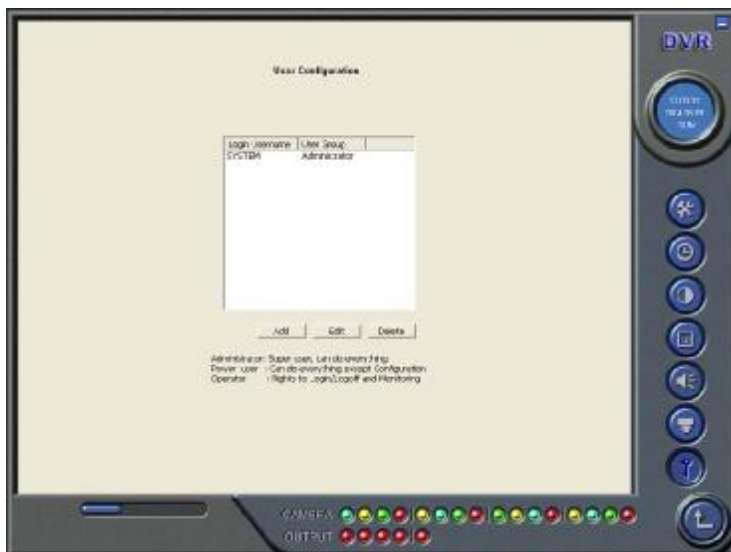 DVR
User Configuration
Login Username User Group
SYSTEM Administrator
Add Edit Delete
Administrator: Super user, can do everything
Power user : Can do everything except Configuration
Operator : Rights to Login/Logoff and Monitoring
CAMERA
OUTPUT